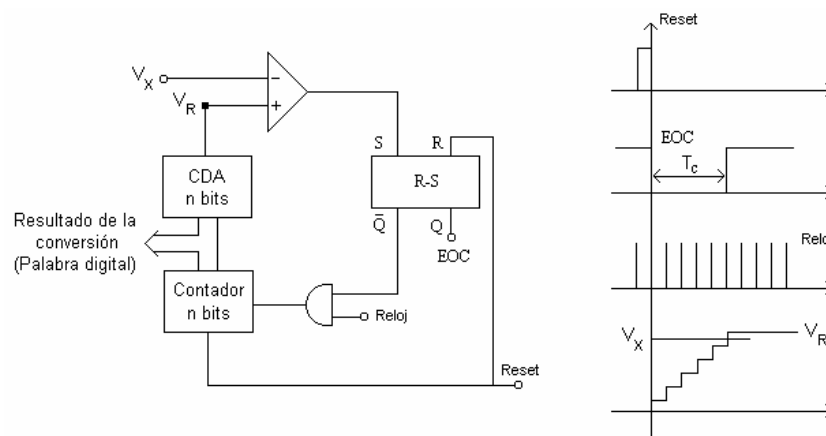 V_X
V_R
−
+
S
R
R-S
Q̄
Q
EOC
CDA
n bits
Resultado de la
conversión
(Palabra digital)
Contador
n bits
Reloj
Reset
Reset
EOC
T_c
Relo
V_X
V_R